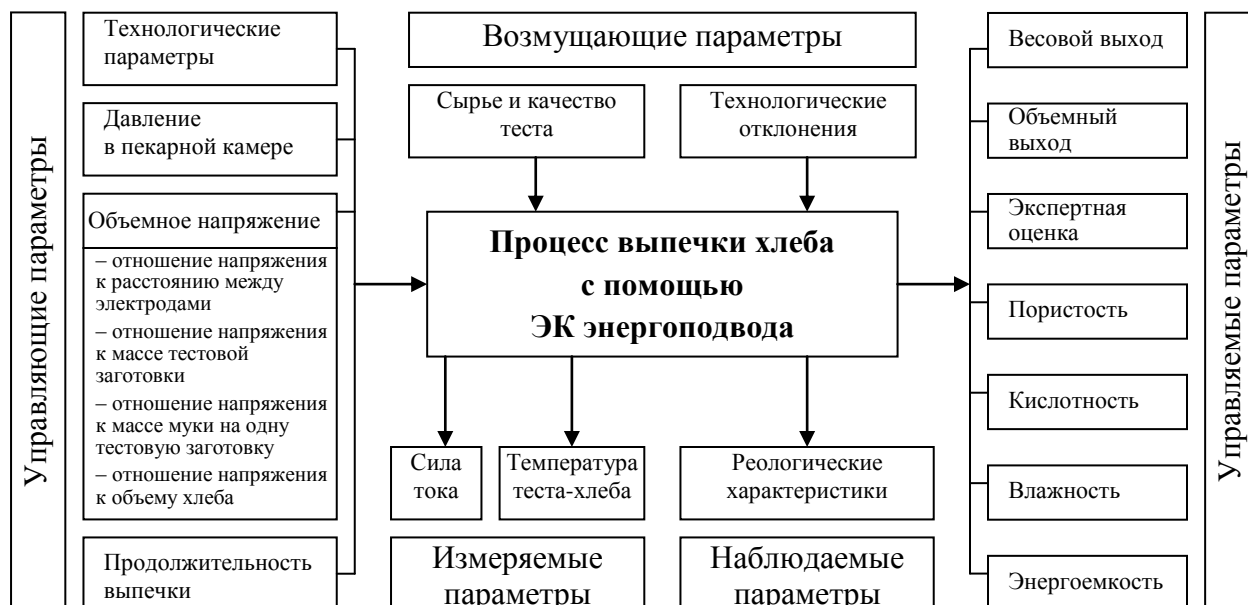 Управляющие параметры
Технологические
параметры
Давление
в пекарной камере
Объемное напряжение
– отношение напряжения
к расстоянию между
электродами
– отношение напряжения
к массе тестовой
заготовки
– отношение напряжения
к массе муки на одну
тестовую заготовку
– отношение напряжения
к объему хлеба
Продолжительность
выпечки
Возмущающие параметры
Сырье и качество
теста
Технологические
отклонения
Процесс выпечки хлеба
с помощью
ЭК энергоподвода
Сила
тока
Температура
теста-хлеба
Реологические
характеристики
Измеряемые
параметры
Наблюдаемые
параметры
Весовой выход
Объемный
выход
Экспертная
оценка
Пористость
Кислотность
Влажность
Энергоемкость
Управляемые параметры